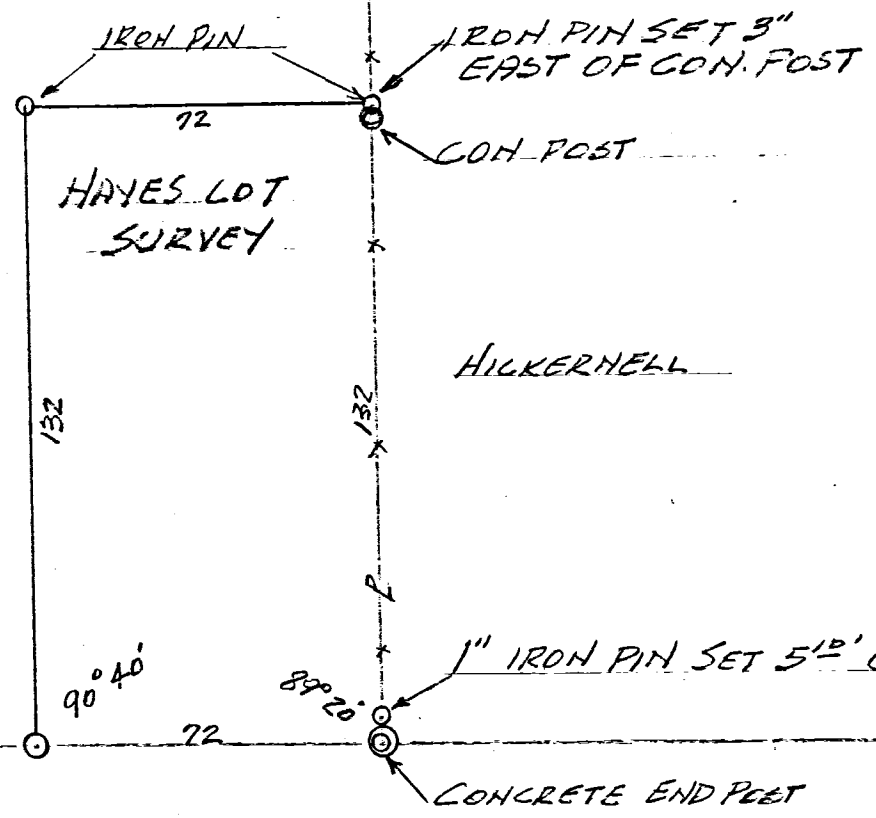 IRON PIN
IRON PIN SET 3"
EAST OF CON. POST
72
CON POST
HAYES LOT
SURVEY
HICKERNELL
132
132
P
1" IRON PIN SET
90° 40'
89° 20'
72
CONCRETE END POST